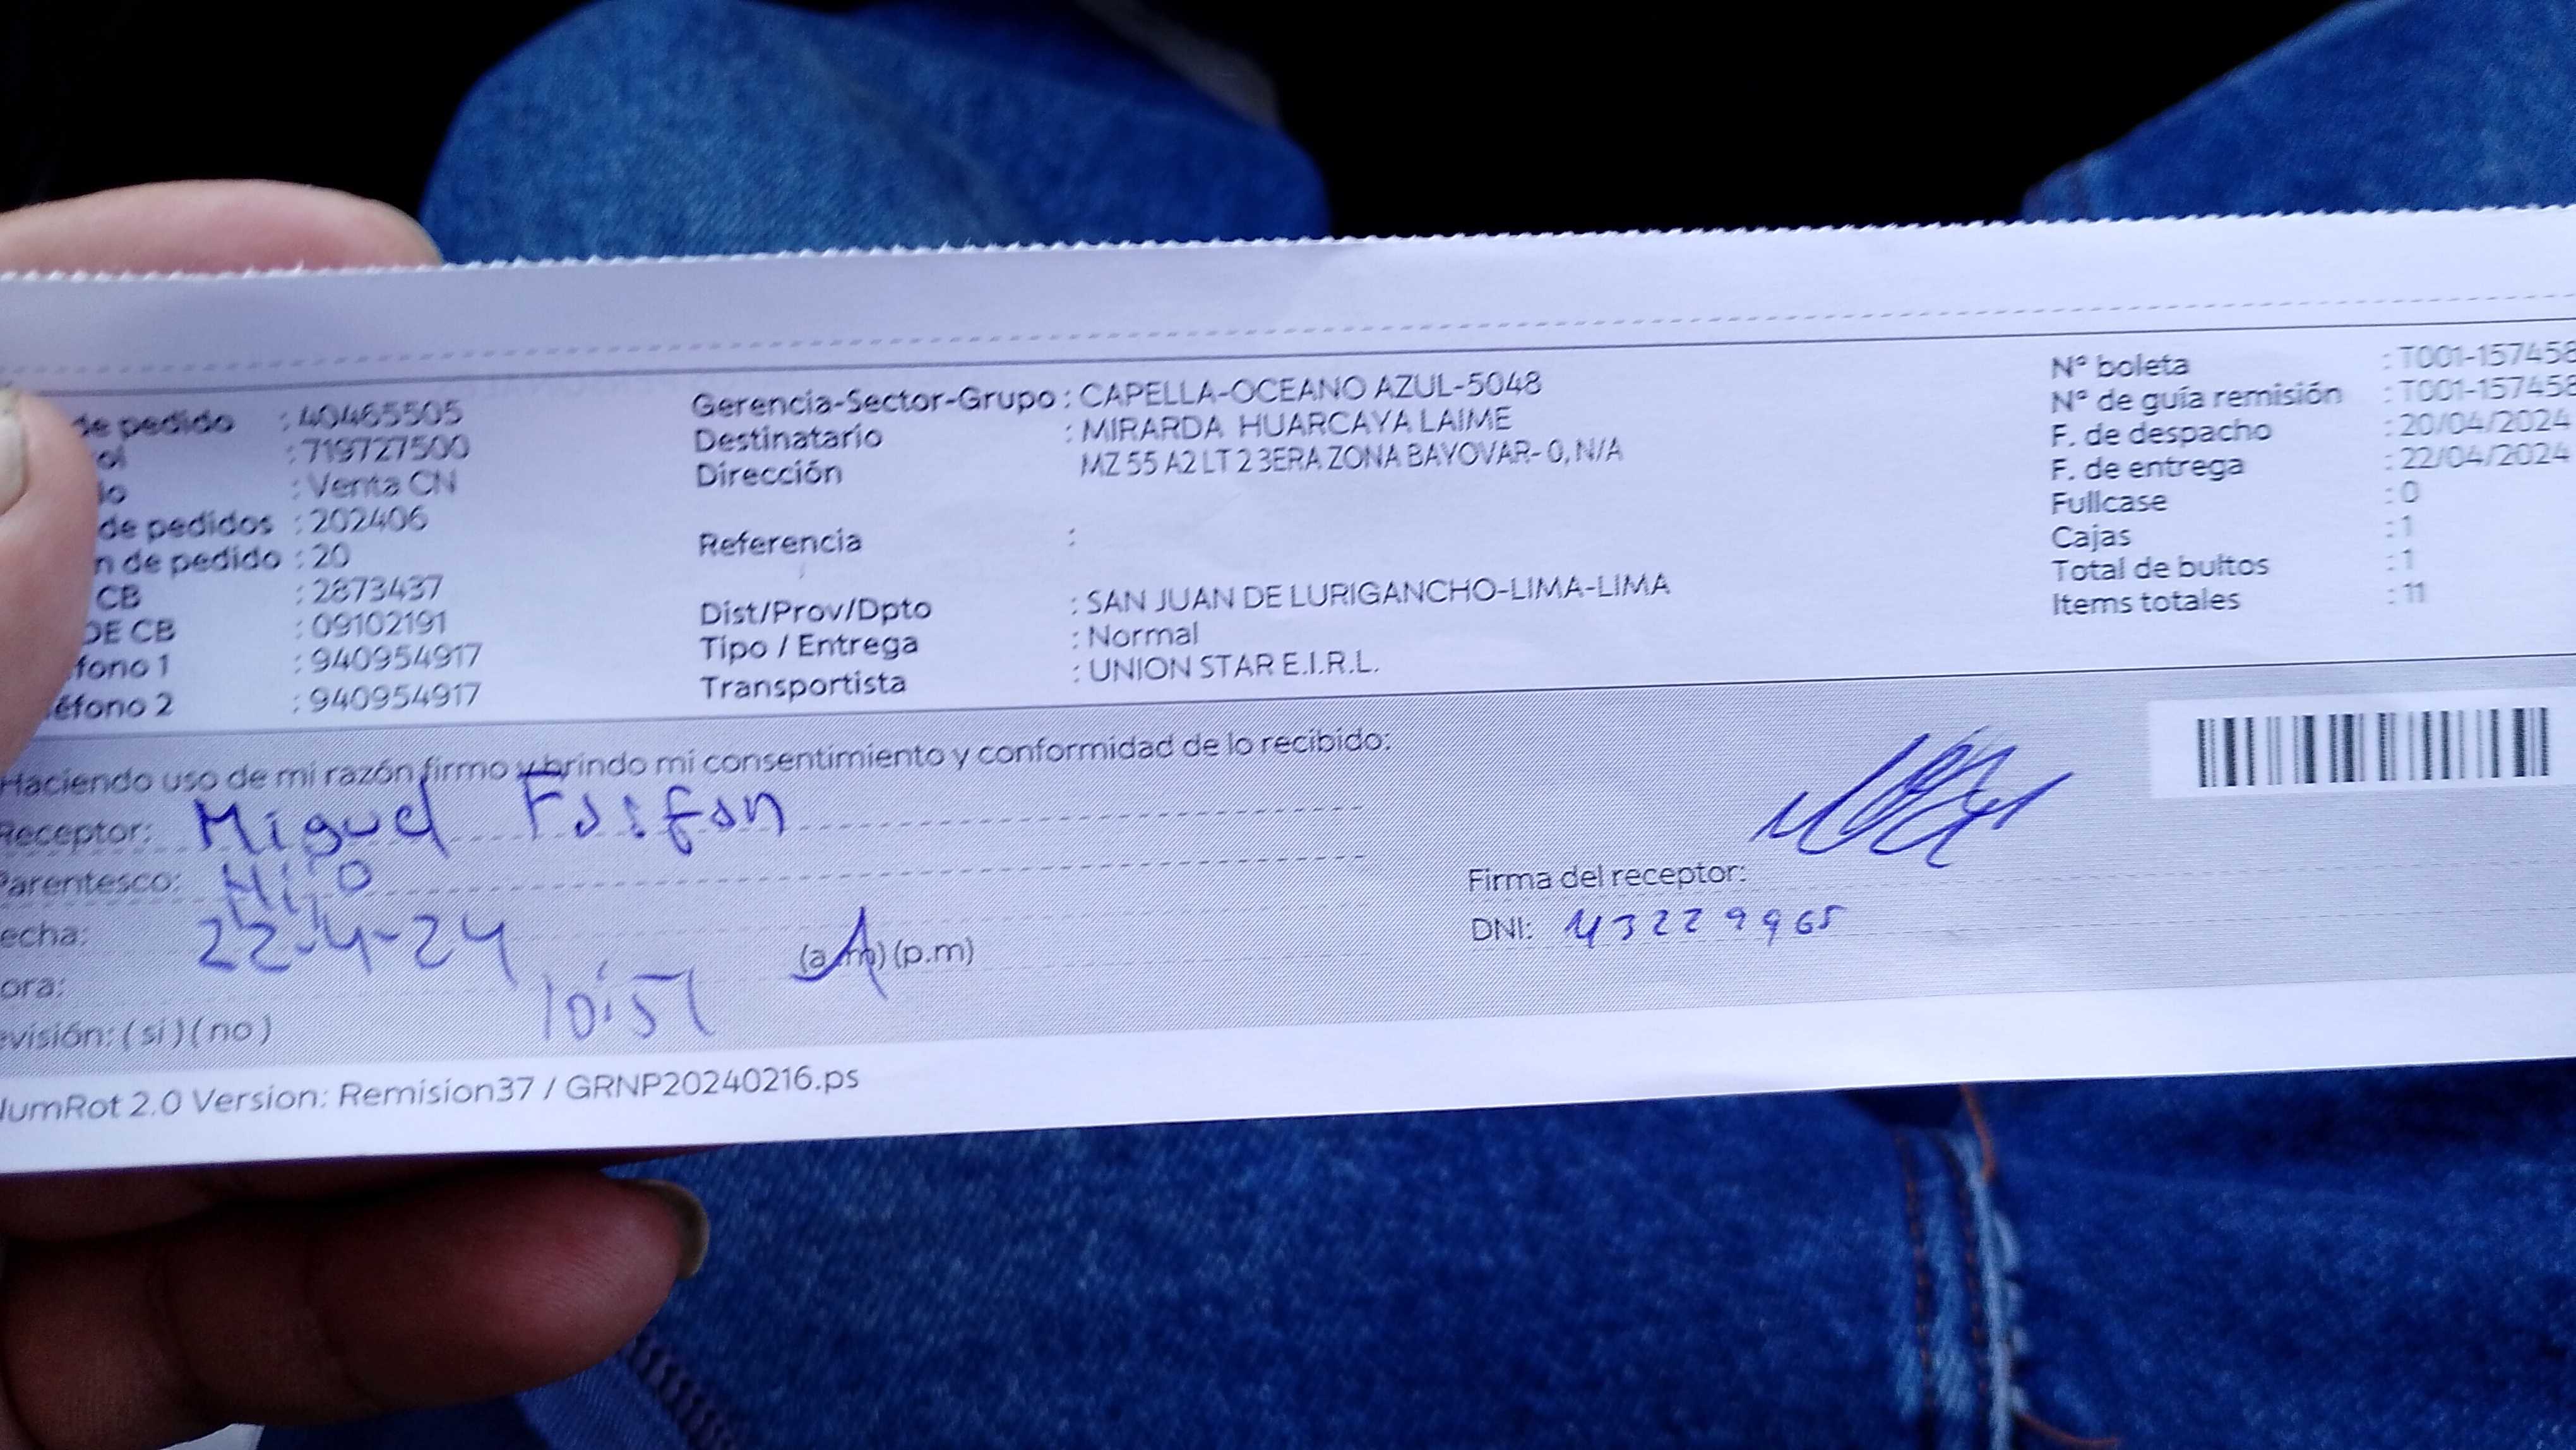 de pedido : 40465505
ol : 719727500
io : Venta CN
de pedidos : 202406
n de pedido : 20
CB : 2873437
DE CB : 09102191
fono 1 : 940954917
éfono 2 : 940954917
Gerencia-Sector-Grupo : CAPELLA-OCEANO AZUL-5048
Destinatario : MIRARDA HUARCAYA LAIME
Dirección MZ 55 A2 LT 2 3ERA ZONA BAYOVAR- 0, N/A
Referencia :
Dist/Prov/Dpto : SAN JUAN DE LURIGANCHO-LIMA-LIMA
Tipo / Entrega : Normal
Transportista : UNION STAR E.I.R.L.
N° boleta : T001-157458
N° de guía remisión : T001-157458
F. de despacho : 20/04/2024
F. de entrega : 22/04/2024
Fullcase : 0
Cajas : 1
Total de bultos : 1
Items totales : 11
Haciendo uso de mi razón firmo y brindo mi consentimiento y conformidad de lo recibido:
Receptor: Miguel
Parentesco: Hijo
echa: 22-4-24
ora: 10:51 (a.m) (p.m)
evisión: ( si ) ( no )
Firma del receptor:
DNI: 43229965
NumRot 2.0 Version: Remision37 / GRNP20240216.ps